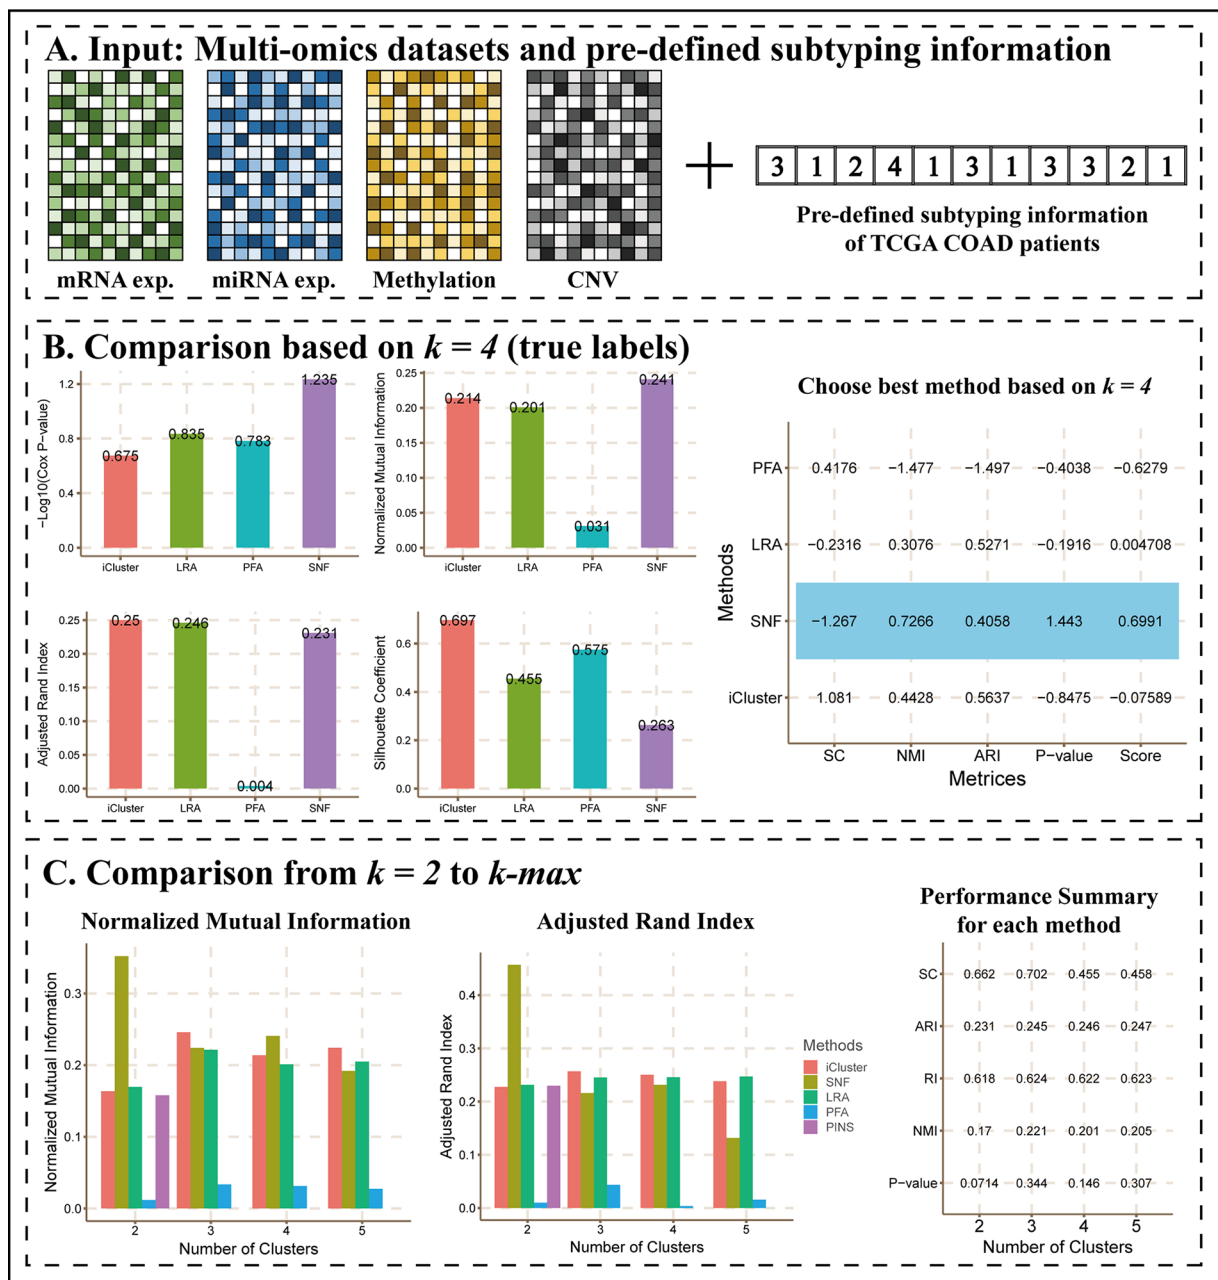 A. Input: Multi-omics datasets and pre-defined subtyping information
mRNA exp.
miRNA exp.
Methylation
CNV
3 1 2 4 1 3 1 3 3 2 1
Pre-defined subtyping information
of TCGA COAD patients
B. Comparison based on k = 4 (true labels)
−Log10(Cox P−value)
1.2
0.8
0.4
0.0
0.675
0.835
0.783
1.235
iCluster LRA PFA SNF
Normalized Mutual Information
0.25
0.20
0.15
0.10
0.05
0.00
0.214
0.201
0.031
0.241
iCluster LRA PFA SNF
Adjusted Rand Index
0.25
0.20
0.15
0.10
0.05
0.00
0.25
0.246
0.004
0.231
iCluster LRA PFA SNF
Silhouette Coefficient
0.6
0.4
0.2
0.0
0.697
0.455
0.575
0.263
iCluster LRA PFA SNF
Choose best method based on k = 4
Methods
PFA 0.4176 −1.477 −1.497 −0.4038 −0.6279
LRA −0.2316 0.3076 0.5271 −0.1916 0.004708
SNF −1.267 0.7266 0.4058 1.443 0.6991
iCluster 1.081 0.4428 0.5637 −0.8475 −0.07589
SC NMI ARI P−value Score
Metrices
C. Comparison from k = 2 to k-max
Normalized Mutual Information
Normalized Mutual Information
0.3
0.2
0.1
0.0
2 3 4 5
Number of Clusters
Adjusted Rand Index
Adjusted Rand Index
0.4
0.3
0.2
0.1
0.0
2 3 4 5
Number of Clusters
Methods
iCluster
SNF
LRA
PFA
PINS
Performance Summary
for each method
SC 0.662 0.702 0.455 0.458
ARI 0.231 0.245 0.246 0.247
RI 0.618 0.624 0.622 0.623
NMI 0.17 0.221 0.201 0.205
P−value 0.0714 0.344 0.146 0.307
2 3 4 5
Number of Clusters